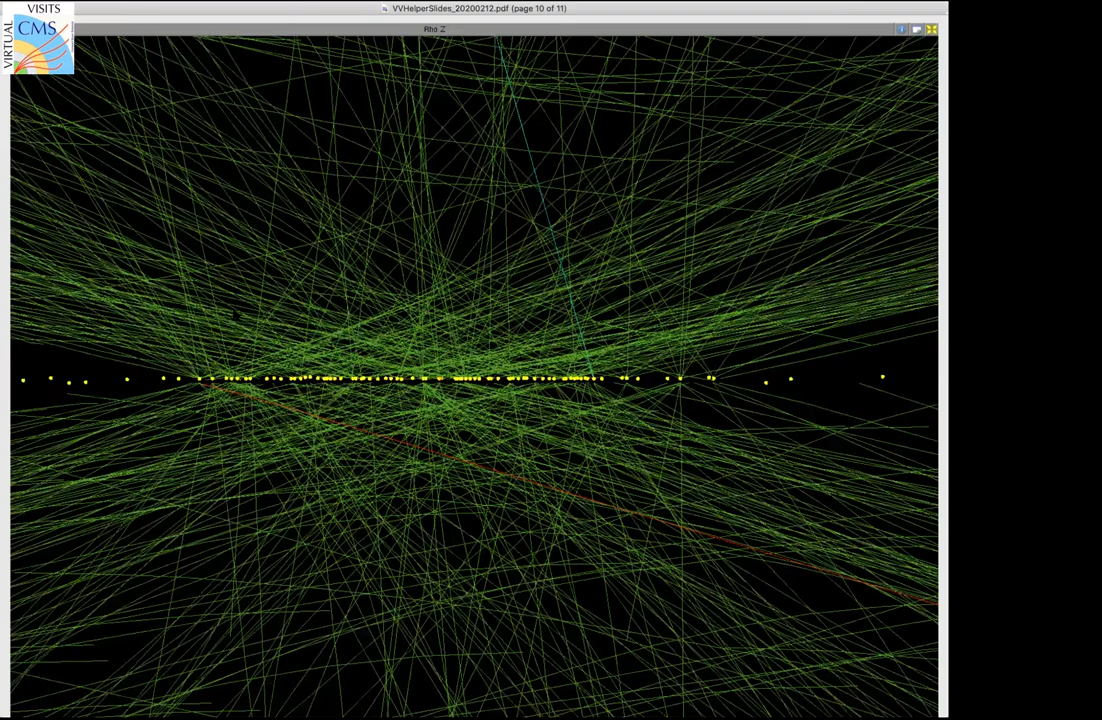 VVHelperSlides_20200212.pdf (page 10 of 11)
VISITS
VIRTUAL
CMS
Rho Z